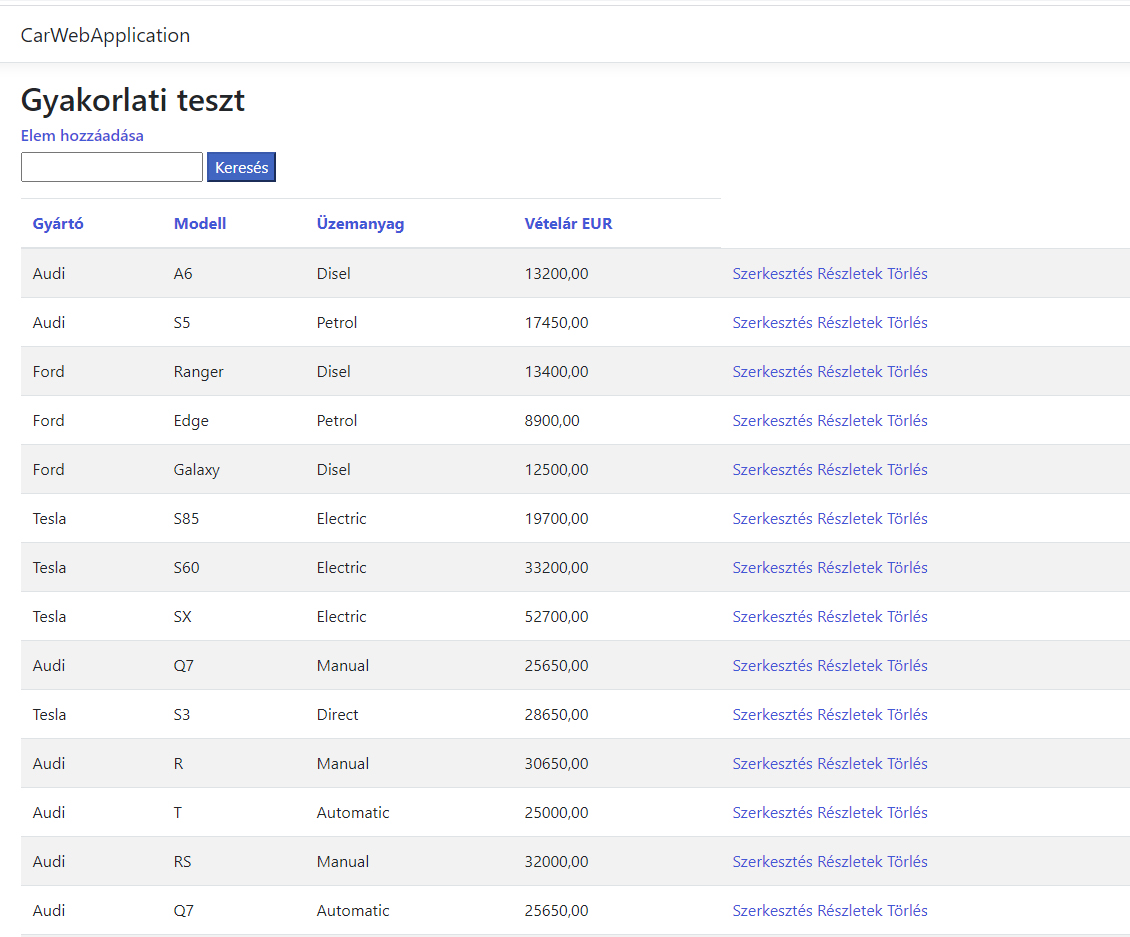 CarWebApplication
Gyakorlati teszt
Elem hozzáadása
Keresés
Gyártó Modell Üzemanyag Vételár EUR
Audi A6 Disel 13200,00 Szerkesztés Részletek Törlés
Audi S5 Petrol 17450,00 Szerkesztés Részletek Törlés
Ford Ranger Disel 13400,00 Szerkesztés Részletek Törlés
Ford Edge Petrol 8900,00 Szerkesztés Részletek Törlés
Ford Galaxy Disel 12500,00 Szerkesztés Részletek Törlés
Tesla S85 Electric 19700,00 Szerkesztés Részletek Törlés
Tesla S60 Electric 33200,00 Szerkesztés Részletek Törlés
Tesla SX Electric 52700,00 Szerkesztés Részletek Törlés
Audi Q7 Manual 25650,00 Szerkesztés Részletek Törlés
Tesla S3 Direct 28650,00 Szerkesztés Részletek Törlés
Audi R Manual 30650,00 Szerkesztés Részletek Törlés
Audi T Automatic 25000,00 Szerkesztés Részletek Törlés
Audi RS Manual 32000,00 Szerkesztés Részletek Törlés
Audi Q7 Automatic 25650,00 Szerkesztés Részletek Törlés